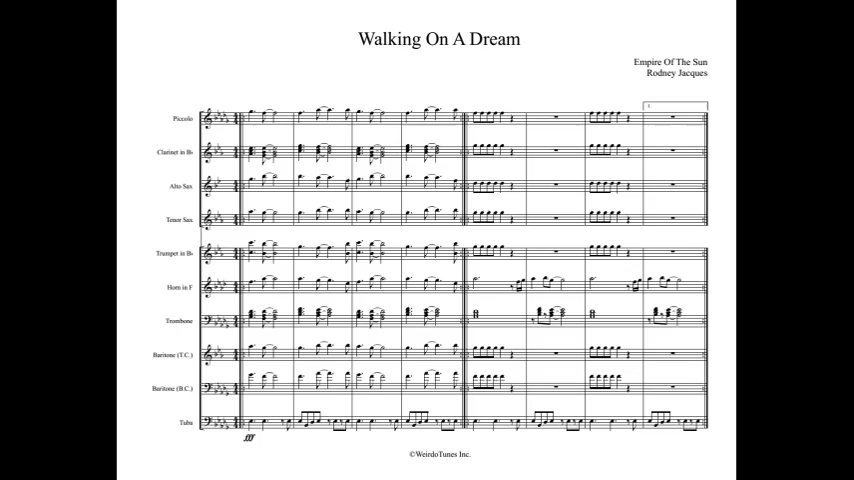 Walking On A Dream
Empire Of The Sun
Rodney Jacques
1.
Piccolo
Clarinet in B♭
Alto Sax
Tenor Sax
Trumpet in B♭
Horn in F
Trombone
Baritone (T.C.)
Baritone (B.C.)
Tuba
fff
©WeirdoTunes Inc.